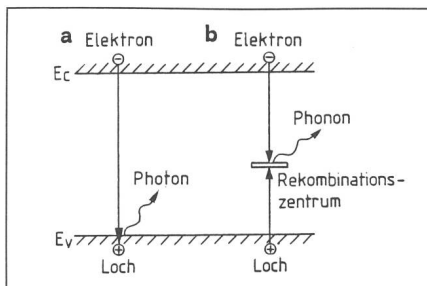 a Elektron b Elektron
Ec
Phonon
Photon
Rekombinations-
zentrum
Ev
Loch Loch